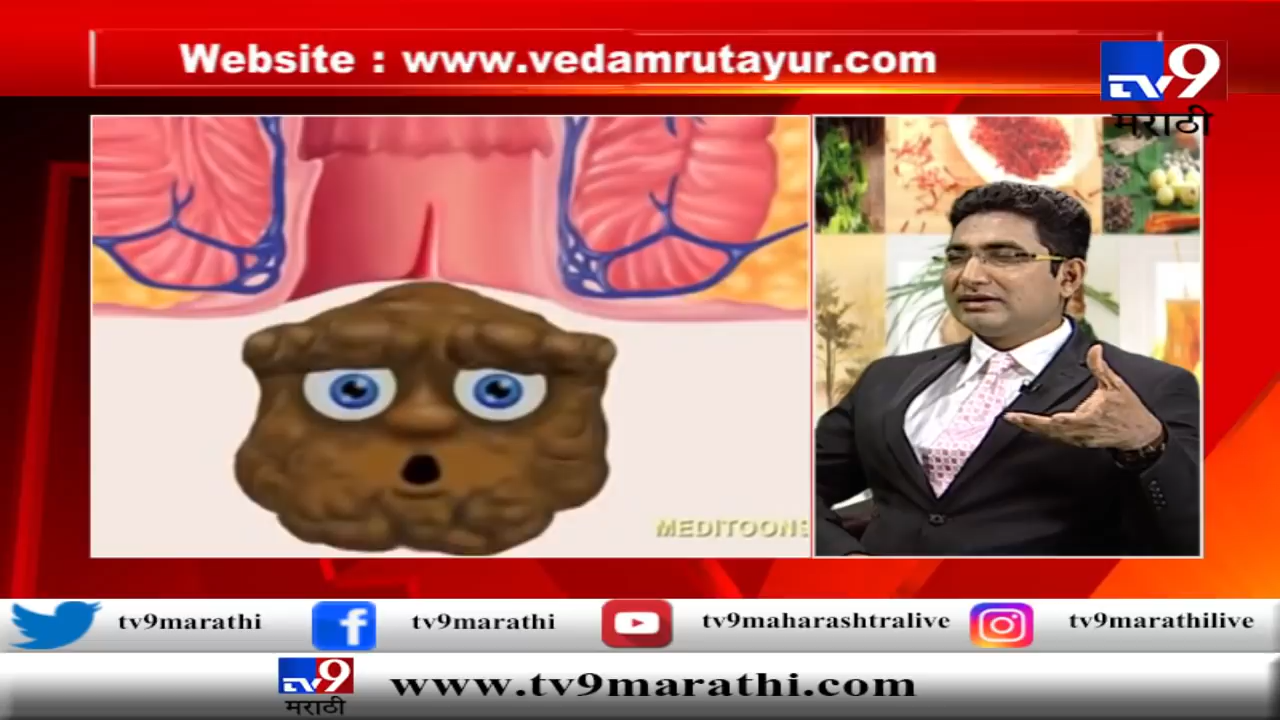 Website : www.vedamrutayur.com
TV9
मराठी
MEDITOONS
tv9marathi
tv9marathi
tv9maharashtralive
tv9marathilive
TV9
मराठी
www.tv9marathi.com